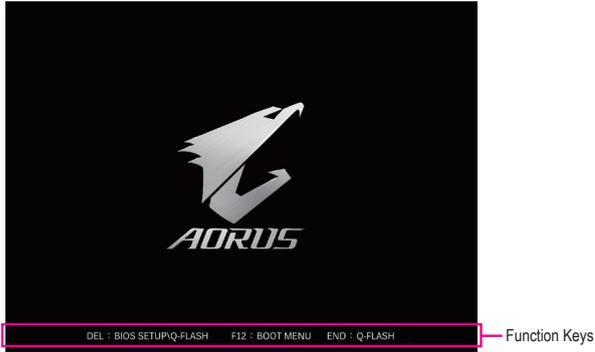 AORUS
DEL : BIOS SETUP\Q-FLASH F12 : BOOT MENU END : Q-FLASH
Function Keys